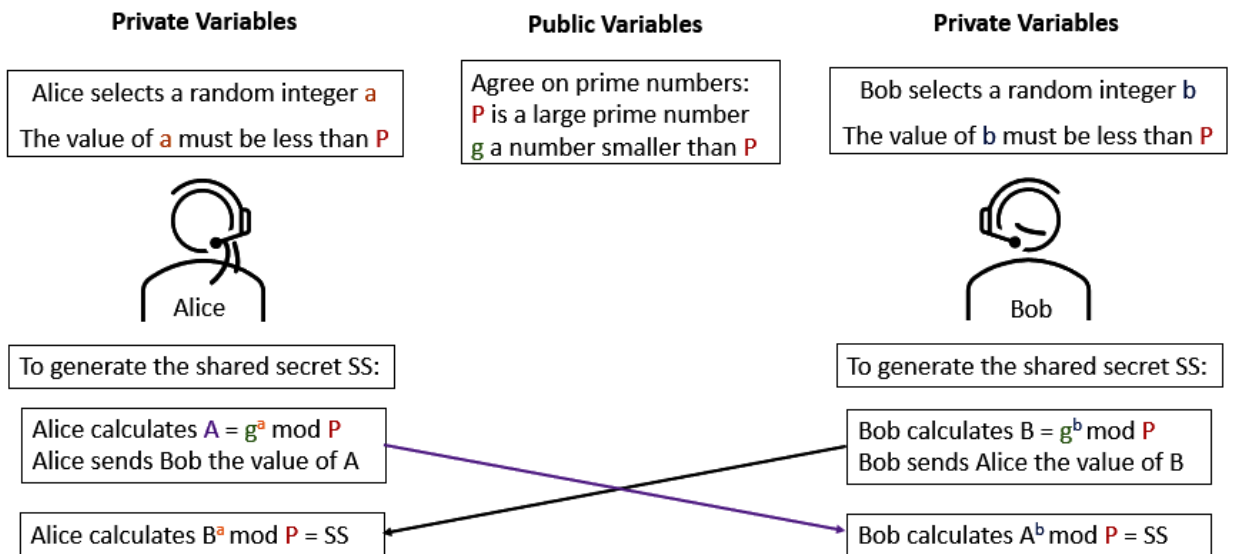 Private Variables
Public Variables
Private Variables
Alice selects a random integer a
The value of a must be less than P
Agree on prime numbers:
P is a large prime number
g a number smaller than P
Bob selects a random integer b
The value of b must be less than P
Alice
Bob
To generate the shared secret SS:
To generate the shared secret SS:
Alice calculates A = gᵃ mod P
Alice sends Bob the value of A
Bob calculates B = gᵇ mod P
Bob sends Alice the value of B
Alice calculates Bᵃ mod P = SS
Bob calculates Aᵇ mod P = SS